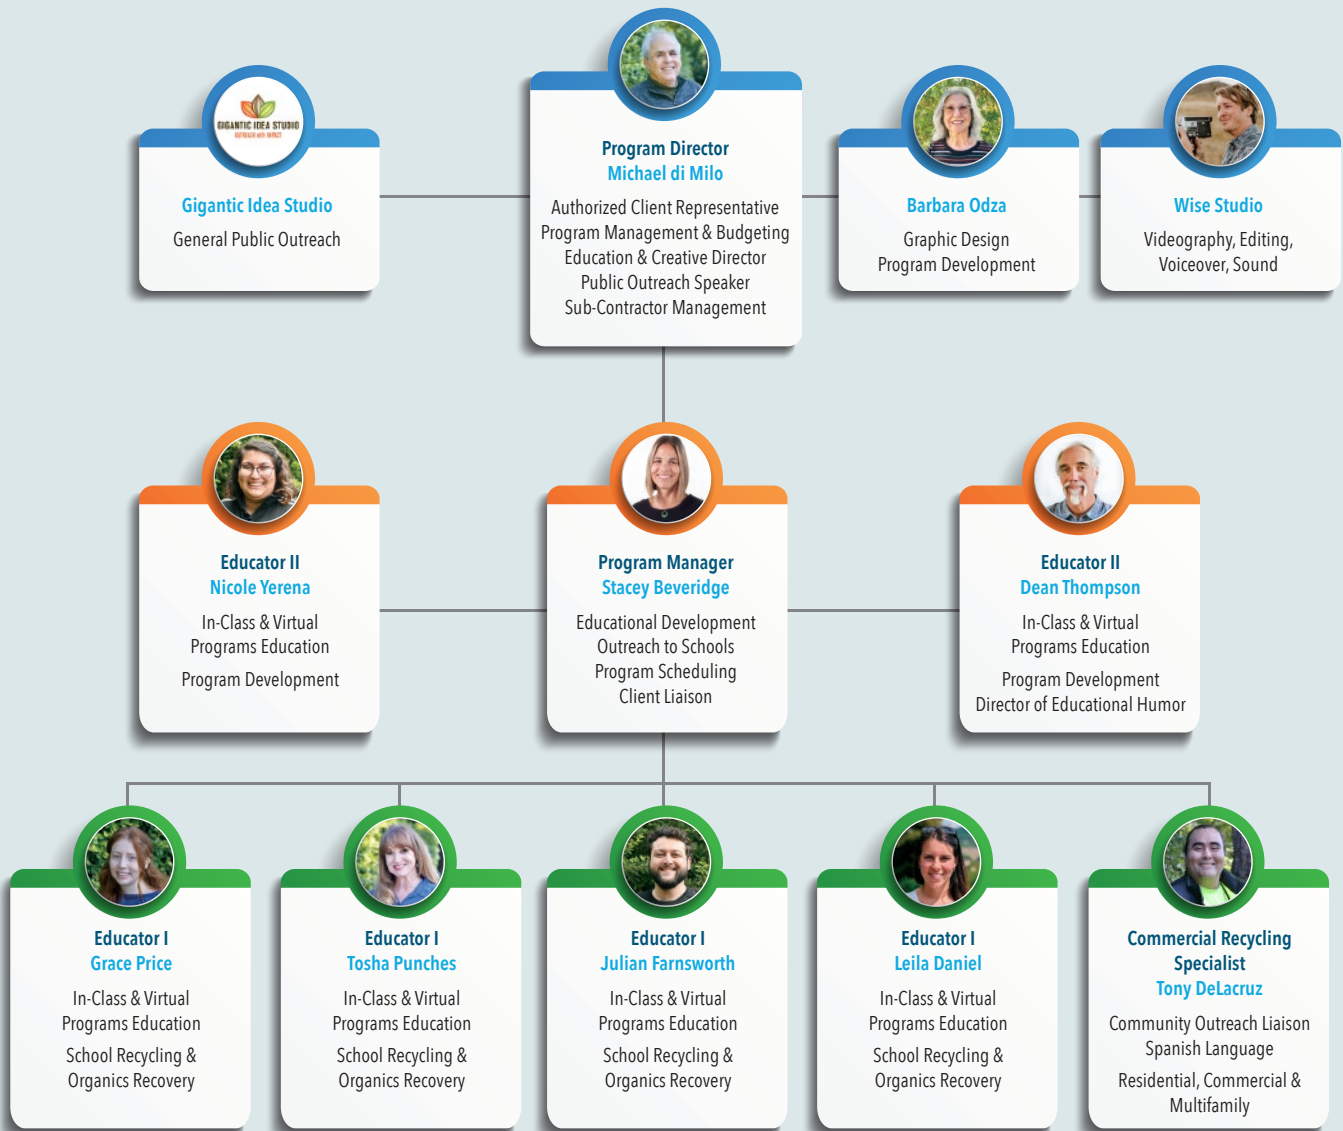 GIGANTIC IDEA STUDIO
OUTREACH with IMPACT
Gigantic Idea Studio
General Public Outreach
Program Director
Michael di Milo
Authorized Client Representative
Program Management & Budgeting
Education & Creative Director
Public Outreach Speaker
Sub-Contractor Management
Barbara Odza
Graphic Design
Program Development
Wise Studio
Videography, Editing,
Voiceover, Sound
Educator II
Nicole Yerena
In-Class & Virtual
Programs Education
Program Development
Program Manager
Stacey Beveridge
Educational Development
Outreach to Schools
Program Scheduling
Client Liaison
Educator II
Dean Thompson
In-Class & Virtual
Programs Education
Program Development
Director of Educational Humor
Educator I
Grace Price
In-Class & Virtual
Programs Education
School Recycling &
Organics Recovery
Educator I
Tosha Punches
In-Class & Virtual
Programs Education
School Recycling &
Organics Recovery
Educator I
Julian Farnsworth
In-Class & Virtual
Programs Education
School Recycling &
Organics Recovery
Educator I
Leila Daniel
In-Class & Virtual
Programs Education
School Recycling &
Organics Recovery
Commercial Recycling
Specialist
Tony DeLacruz
Community Outreach Liaison
Spanish Language
Residential, Commercial &
Multifamily